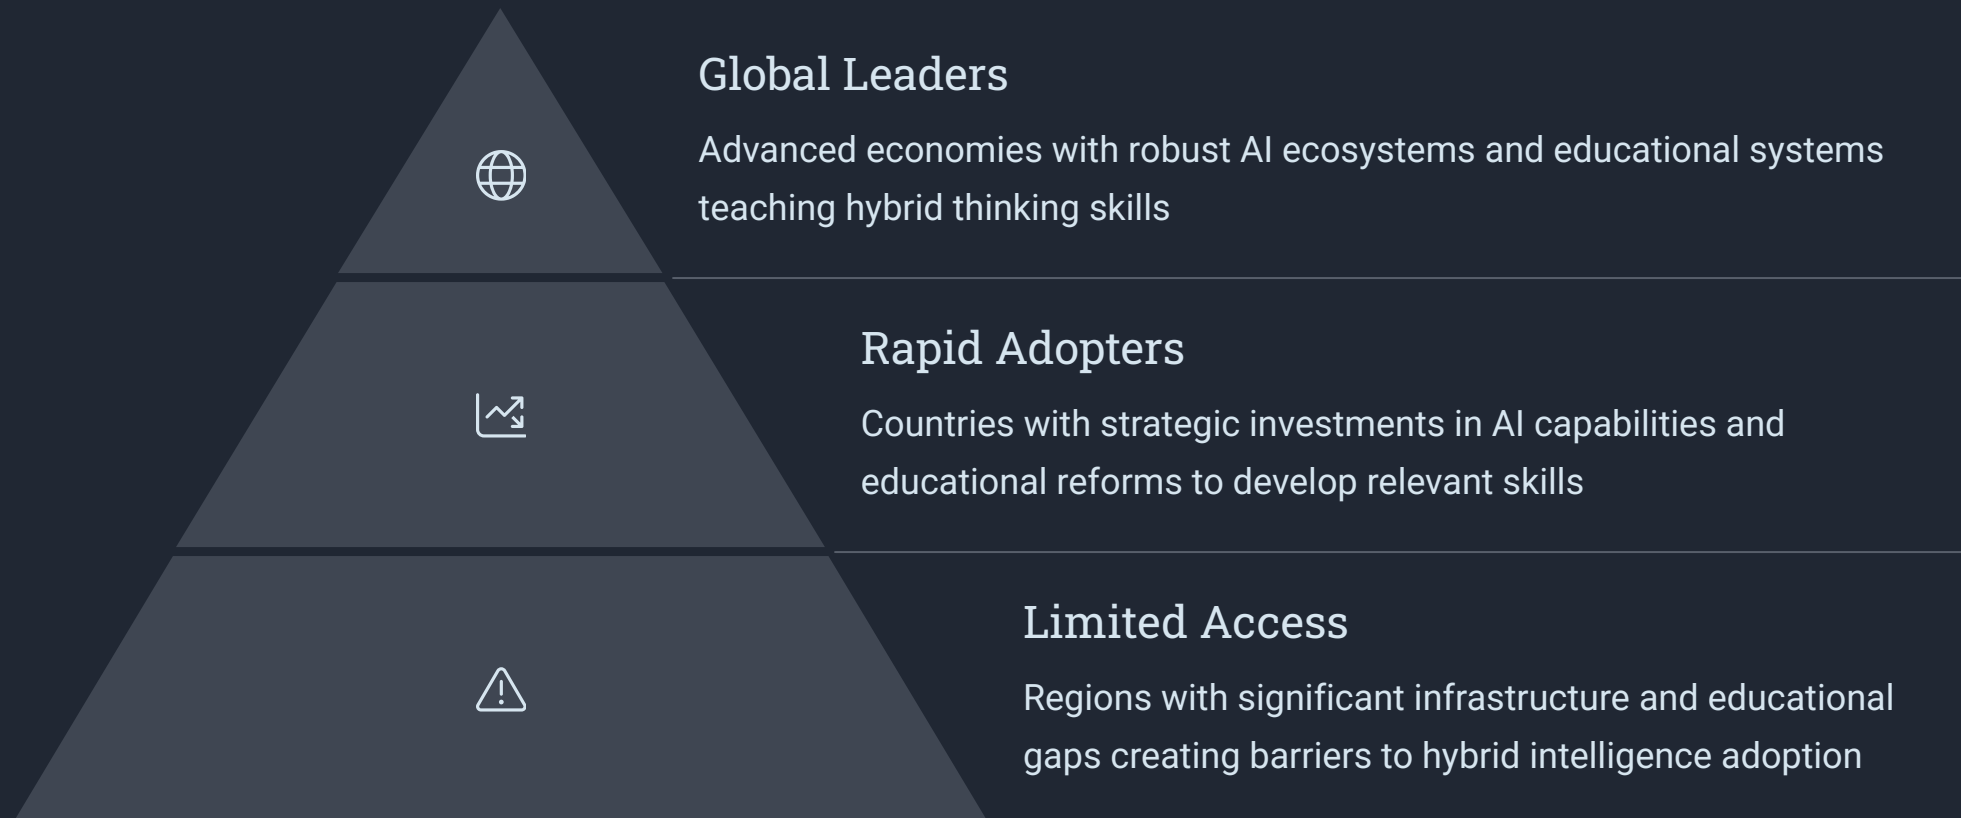 Global Leaders
Advanced economies with robust AI ecosystems and educational systems
teaching hybrid thinking skills
Rapid Adopters
Countries with strategic investments in AI capabilities and
educational reforms to develop relevant skills
Limited Access
Regions with significant infrastructure and educational
gaps creating barriers to hybrid intelligence adoption